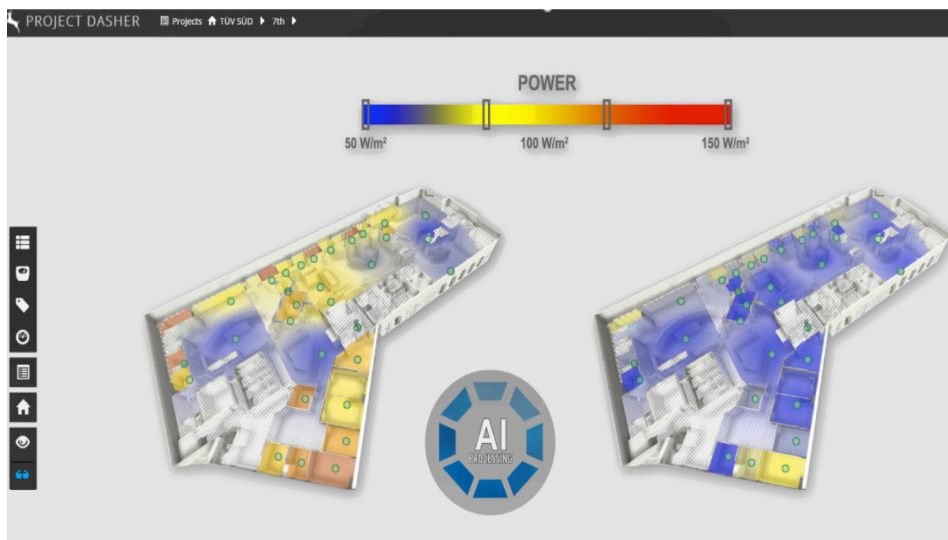 PROJECT DASHER Projects TÜV SÜD 7th
POWER
50 W/m² 100 W/m² 150 W/m²
AI
PROCESSING